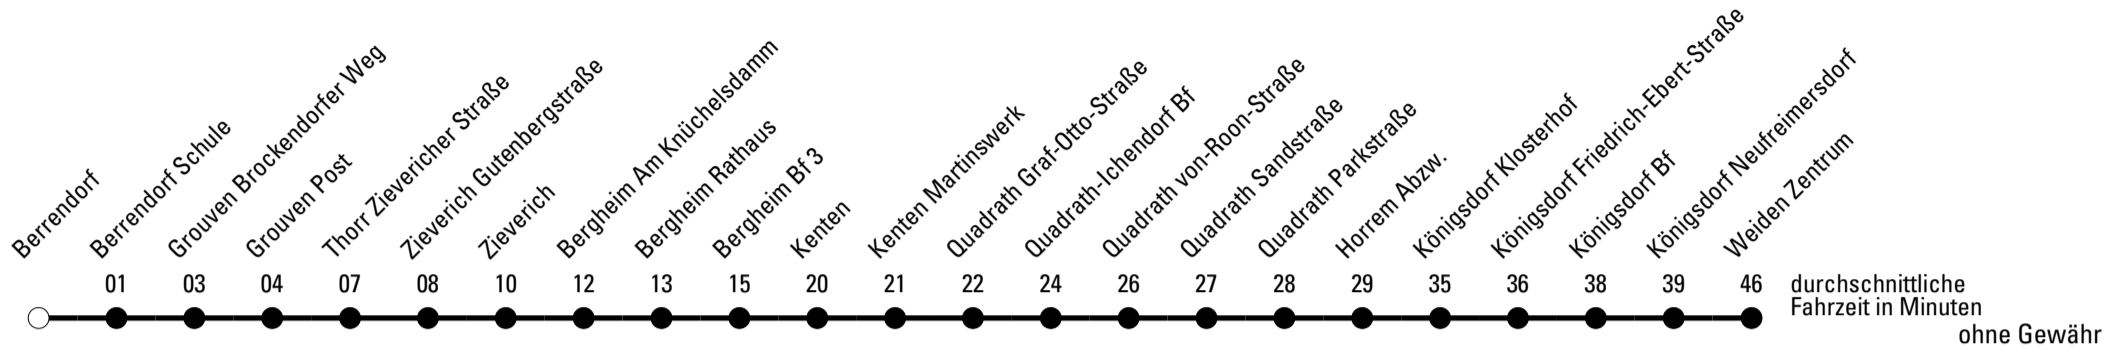 Berrendorf
Berrendorf Schule
Grouven Brockendorfer Weg
Grouven Post
Thorr Zievericher Straße
Zieverich Gutenbergstraße
Zieverich
Bergheim Am Knüchelsdamm
Bergheim Rathaus
Bergheim Bf 3
Kenten
Kenten Martinswerk
Quadrath Graf-Otto-Straße
Quadrath-Ichendorf Bf
Quadrath von-Roon-Straße
Quadrath Sandstraße
Quadrath Parkstraße
Horrem Abzw.
Königsdorf Klosterhof
Königsdorf Friedrich-Ebert-Straße
Königsdorf Bf
Königsdorf Neufreimersdorf
Weiden Zentrum
01 03 04 07 08 10 12 13 15 20 21 22 24 26 27 28 29 35 36 38 39 46
durchschnittliche
Fahrzeit in Minuten
ohne Gewähr